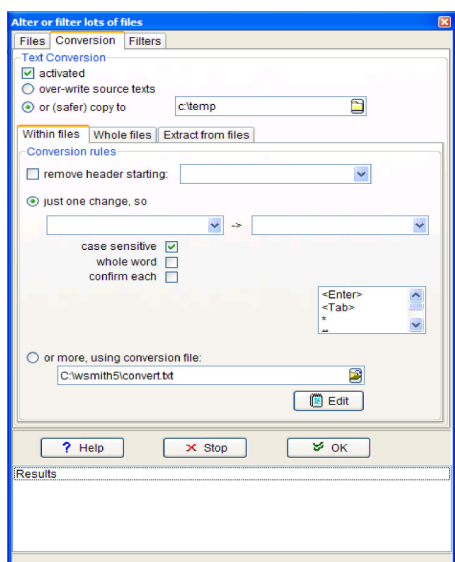 Alter or filter lots of files
Files Conversion Filters
Text Conversion
activated
over-write source texts
or (safer) copy to c:\temp
Within files Whole files Extract from files
Conversion rules
remove header starting:
just one change, so
->
case sensitive
whole word
confirm each
<Enter>
<Tab>
*
or more, using conversion file:
C:\wsmith5\convert.txt
Edit
? Help Stop OK
Results